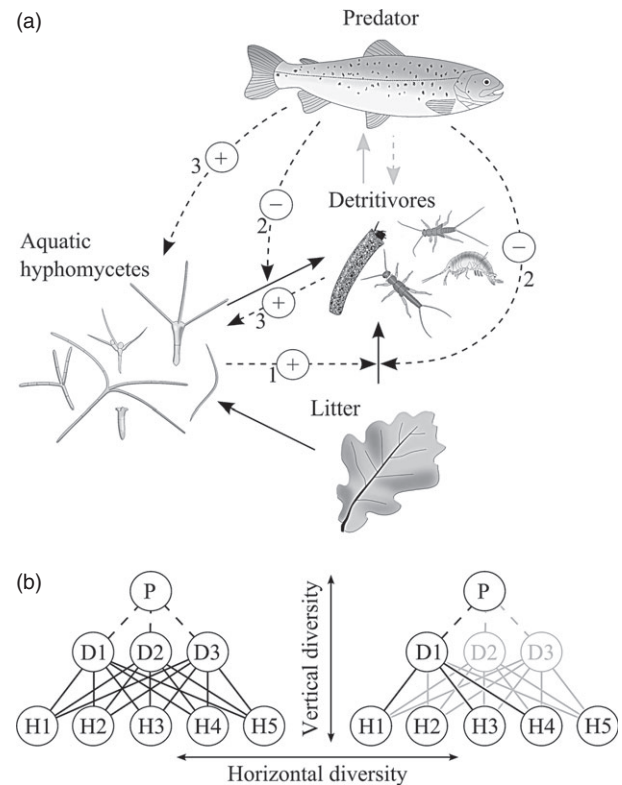 (a)
Predator
3 +
−
2
Detritivores
−
2
Aquatic
hyphomycetes
+
3
1 +
Litter
(b)
P
P
D1 D2 D3
D1 D2 D3
H1 H2 H3 H4 H5
H1 H2 H3 H4 H5
Vertical diversity
Horizontal diversity